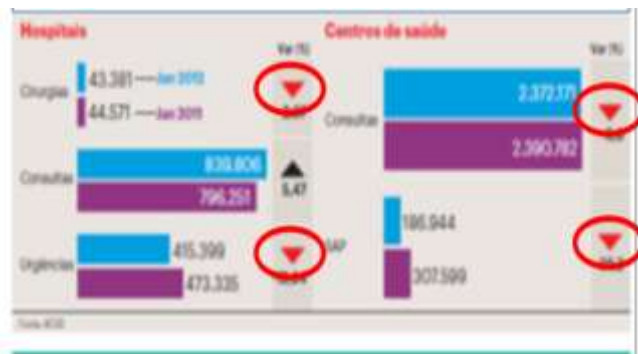 Hospitais
Var (%)
Cirurgias
43.381 — Jan 2012
44.571 — Jan 2011
Consultas
839.806
796.251
5,47
Urgências
415.399
473.335
Centros de saúde
Var (%)
Consultas
2.372.171
2.390.782
SAP
186.944
307.599